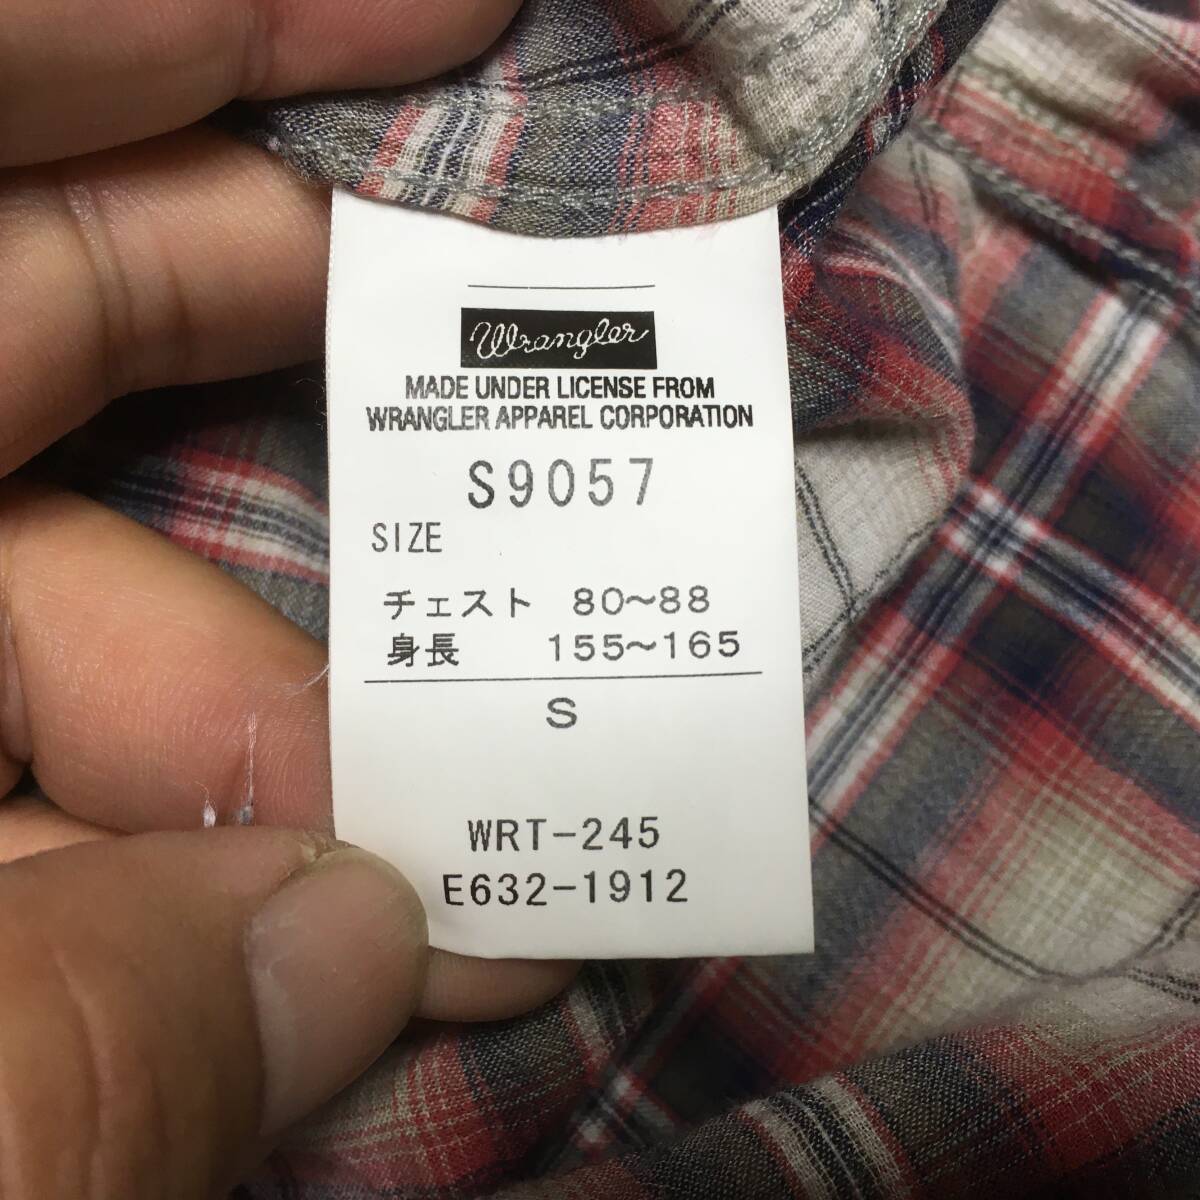 Wrangler
MADE UNDER LICENSE FROM
WRANGLER APPAREL CORPORATION
S9057
SIZE
チェスト 80~88
身長 155~165
S
WRT-245
E632-1912